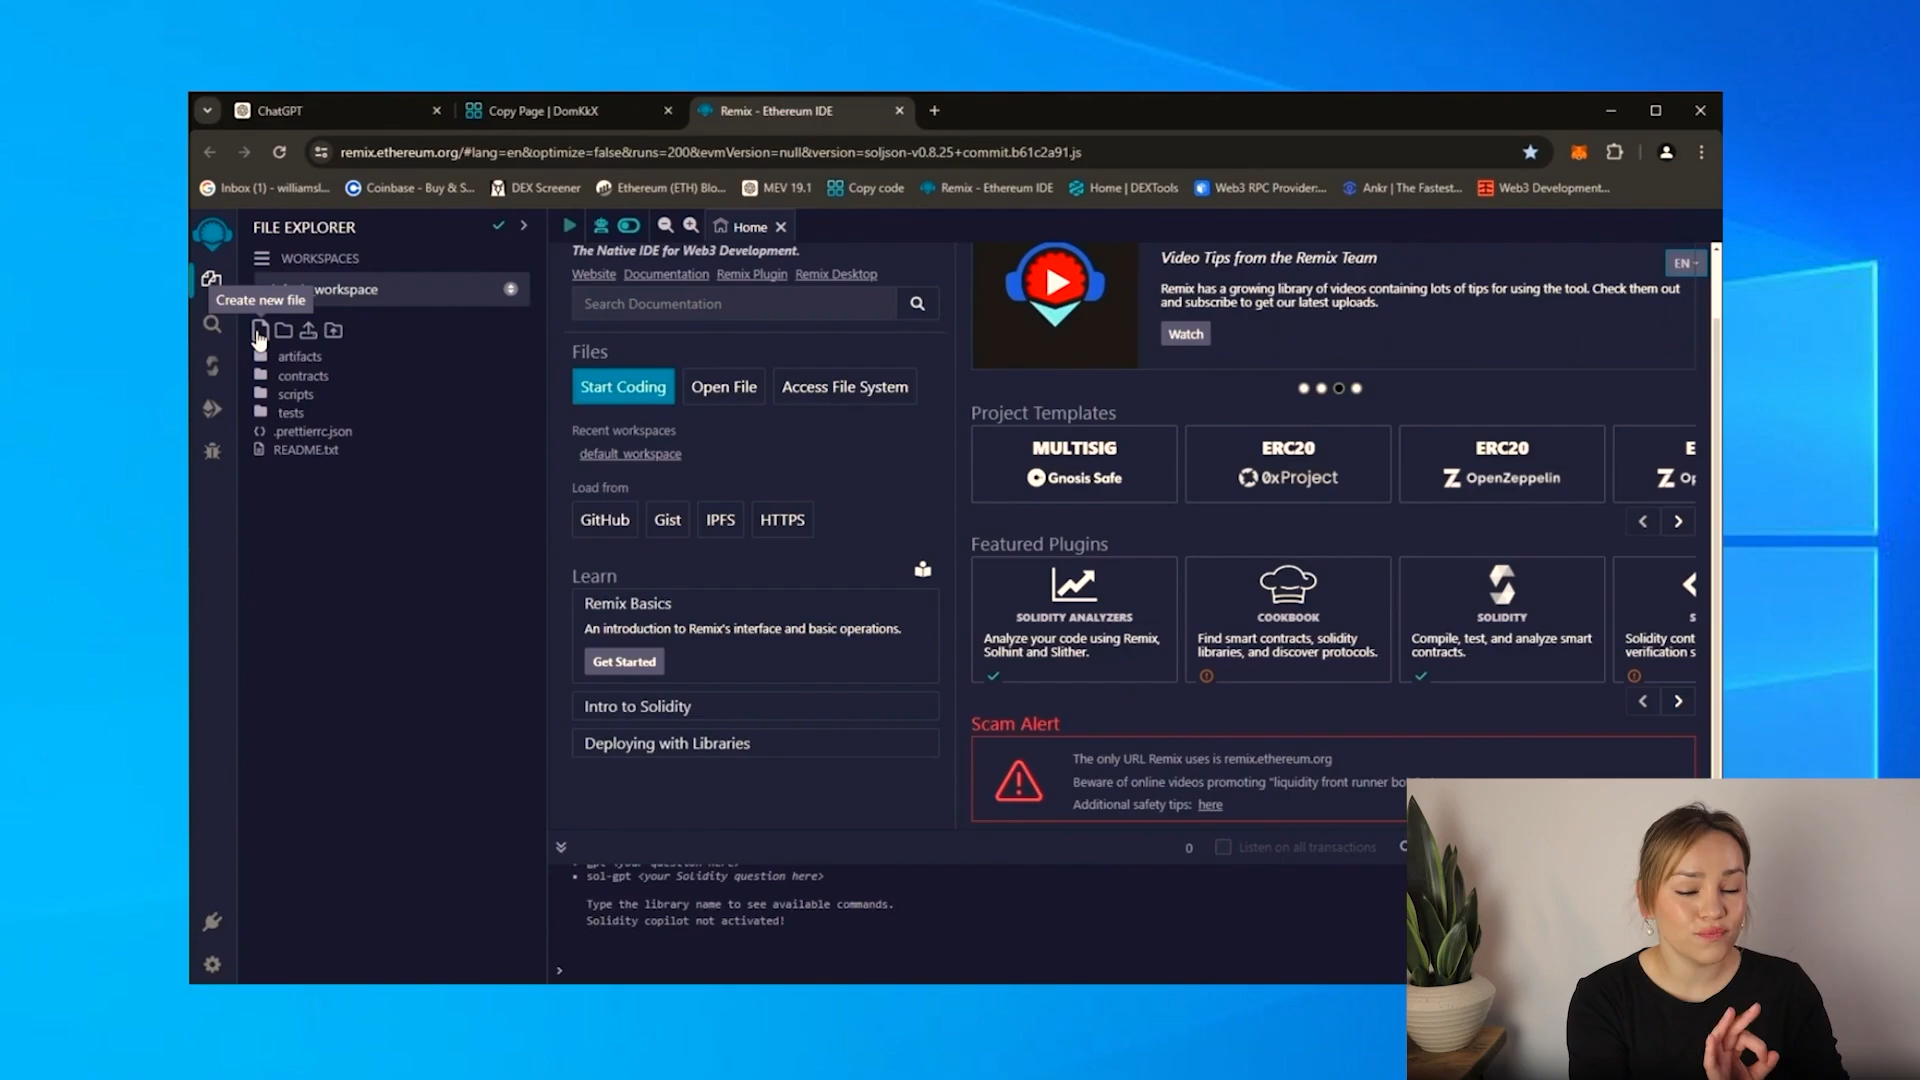 ChatGPT
Copy Page | DomKkX
Remix - Ethereum IDE
remix.ethereum.org/#lang=en&optimize=false&runs=200&evmVersion=null&version=soljson-v0.8.25+commit.b61c2a91.js
Inbox (1) - williamsl...
Coinbase - Buy & S...
DEX Screener
Ethereum (ETH) Blo...
MEV 19.1
Copy code
Remix - Ethereum IDE
Home | DEXTools
Web3 RPC Provider:...
Ankr | The Fastest...
Web3 Development...
FILE EXPLORER
WORKSPACES
workspace
Create new file
artifacts
contracts
scripts
tests
.prettierrc.json
README.txt
Home
The Native IDE for Web3 Development.
Website Documentation Remix Plugin Remix Desktop
Search Documentation
Files
Start Coding
Open File
Access File System
Recent workspaces
default_workspace
Load from
GitHub
Gist
IPFS
HTTPS
Learn
Remix Basics
An introduction to Remix's interface and basic operations.
Get Started
Intro to Solidity
Deploying with Libraries
Video Tips from the Remix Team
EN
Remix has a growing library of videos containing lots of tips for using the tool. Check them out
and subscribe to get our latest uploads.
Watch
Project Templates
MULTISIG
Gnosis Safe
ERC20
0xProject
ERC20
OpenZeppelin
E
Op
Featured Plugins
SOLIDITY ANALYZERS
Analyze your code using Remix,
Solhint and Slither.
COOKBOOK
Find smart contracts, solidity
libraries, and discover protocols.
SOLIDITY
Compile, test, and analyze smart
contracts.
S
Solidity cont
verification s
Scam Alert
The only URL Remix uses is remix.ethereum.org
Beware of online videos promoting "liquidity front runner bo
Additional safety tips: here
0
Listen on all transactions
gpt <your question here>
sol-gpt <your Solidity question here>
Type the library name to see available commands.
Solidity copilot not activated!
>